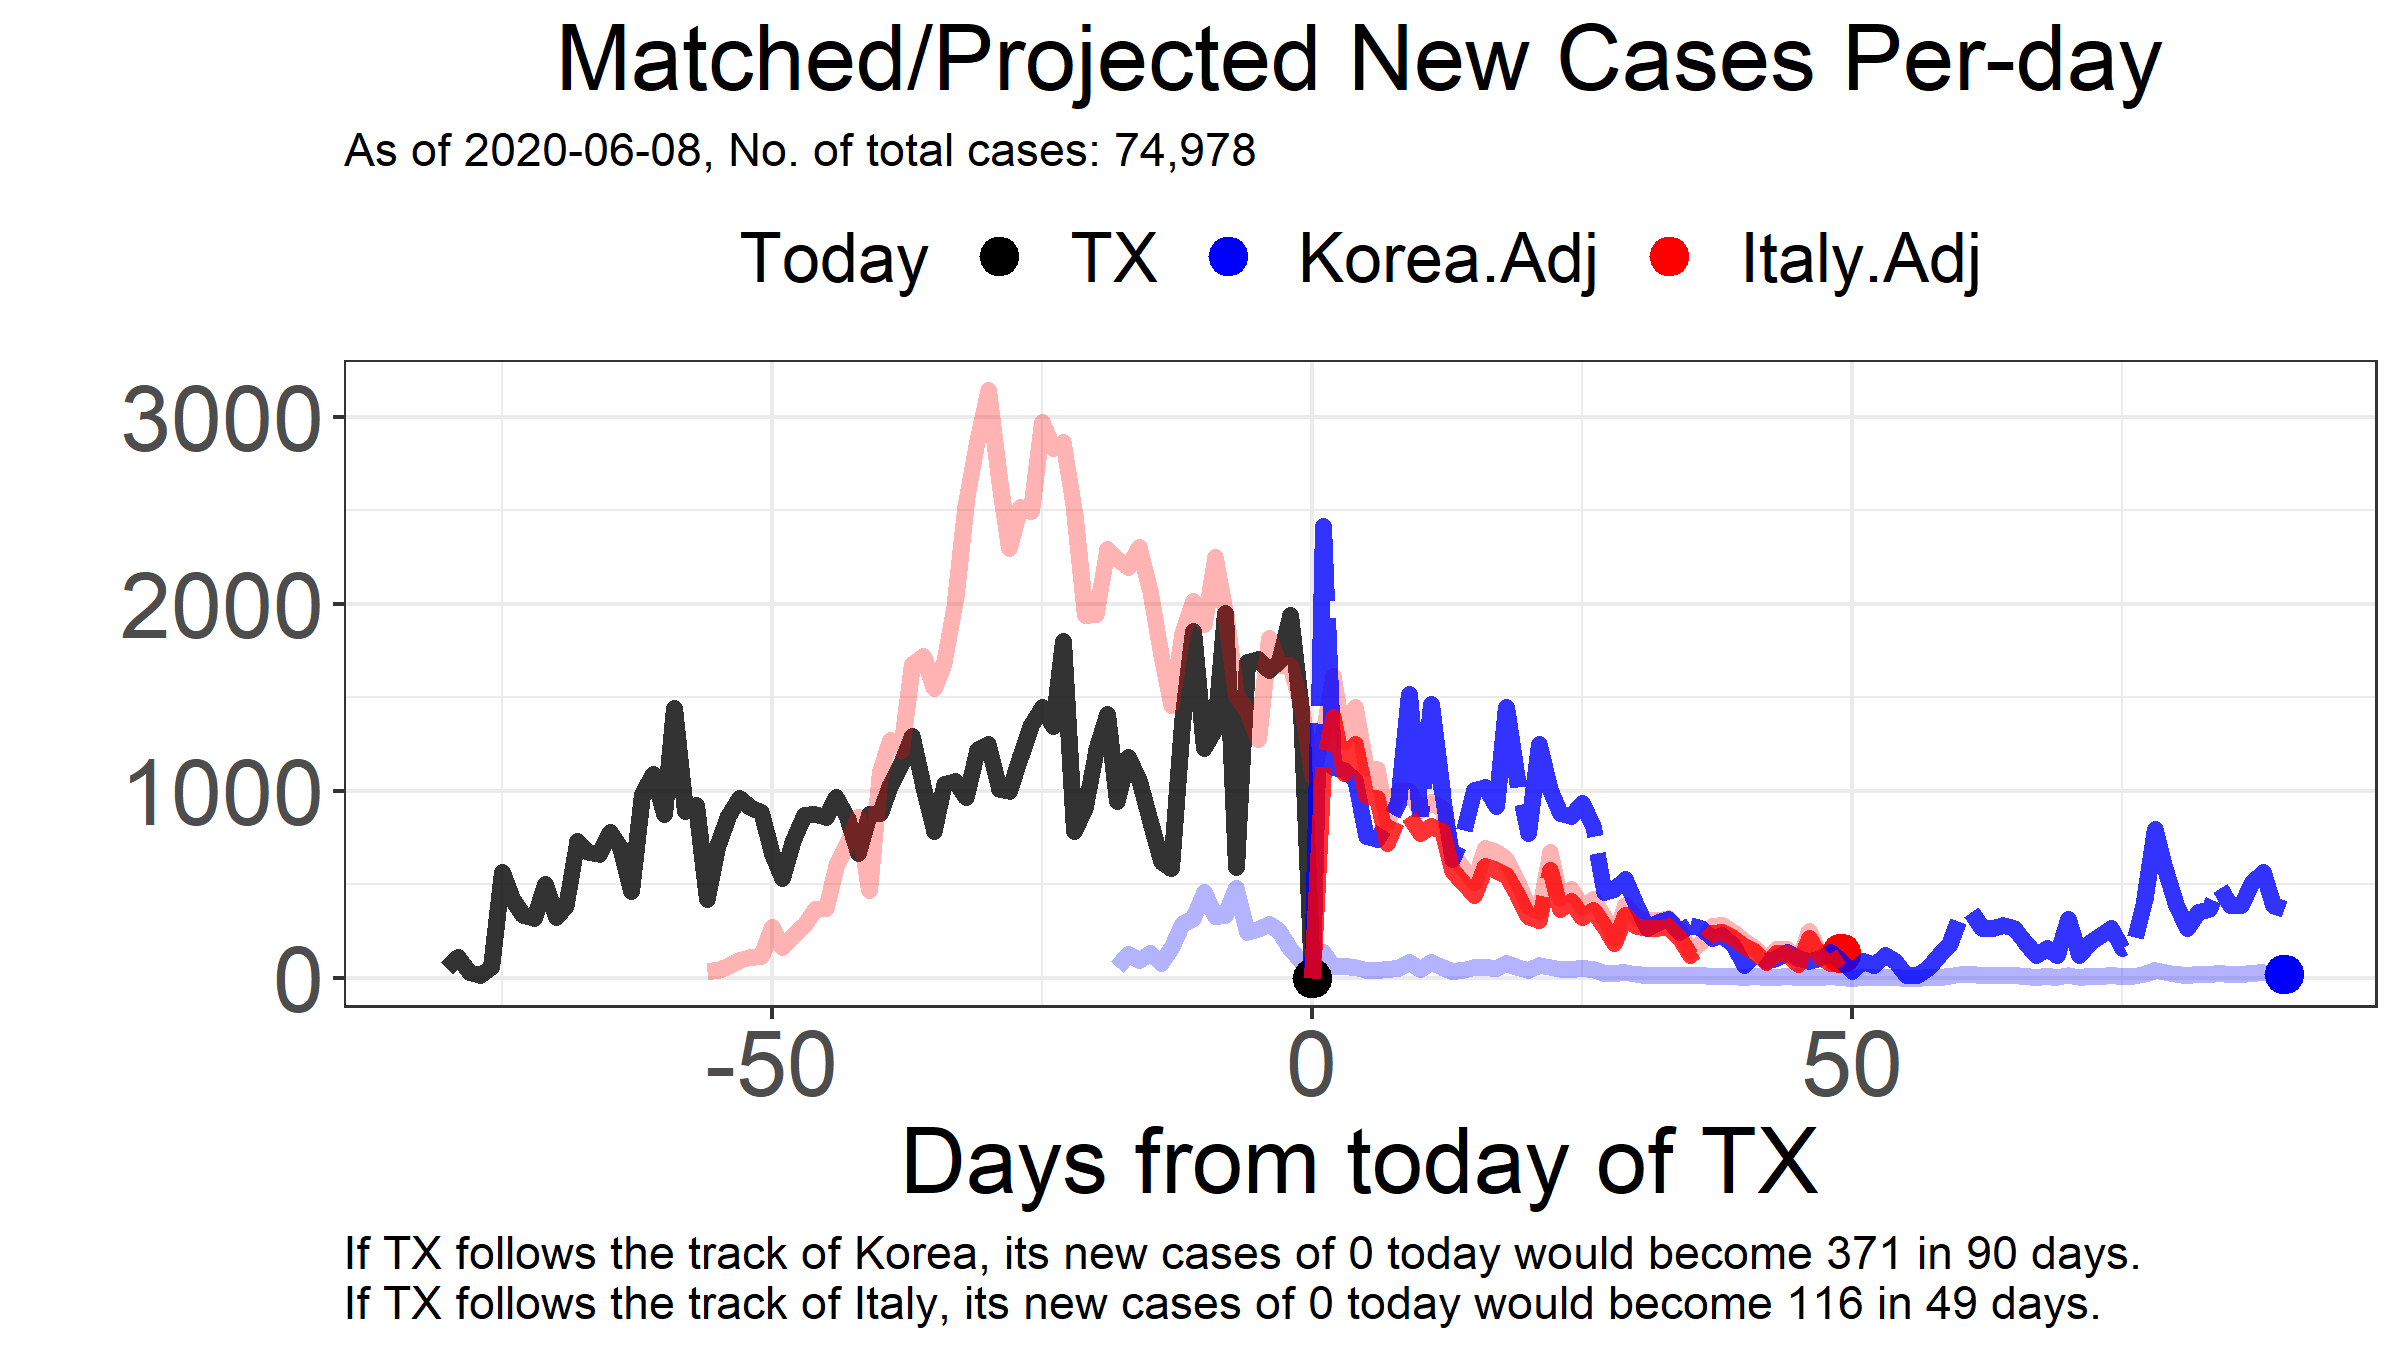 Matched/Projected New Cases Per-day
As of 2020-06-08, No. of total cases: 74,978
Today TX Korea.Adj Italy.Adj
3000
2000
1000
0
-50 0 50
Days from today of TX
If TX follows the track of Korea, its new cases of 0 today would become 371 in 90 days.
If TX follows the track of Italy, its new cases of 0 today would become 116 in 49 days.